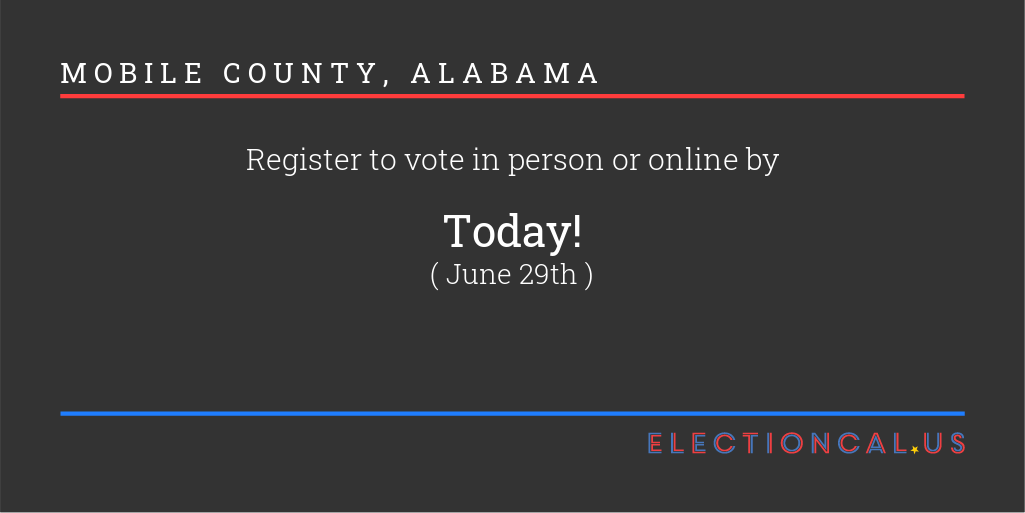 MOBILE COUNTY, ALABAMA
Register to vote in person or online by
Today!
( June 29th )
ELECTIONCAL.US